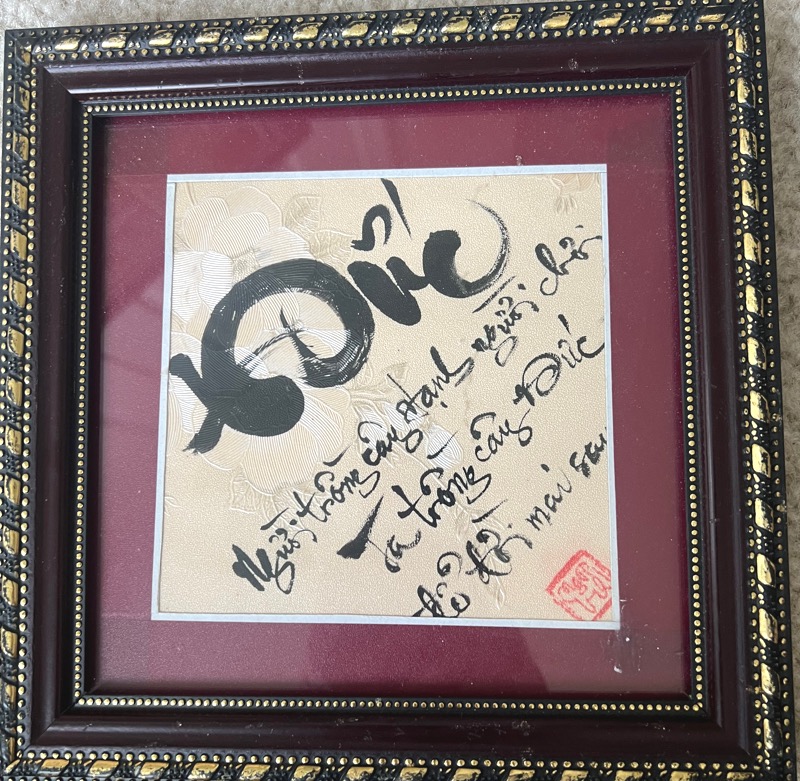 Đức
Người trồng cây hạnh người chơi
Ta trồng cây Đức
để đời mai sau